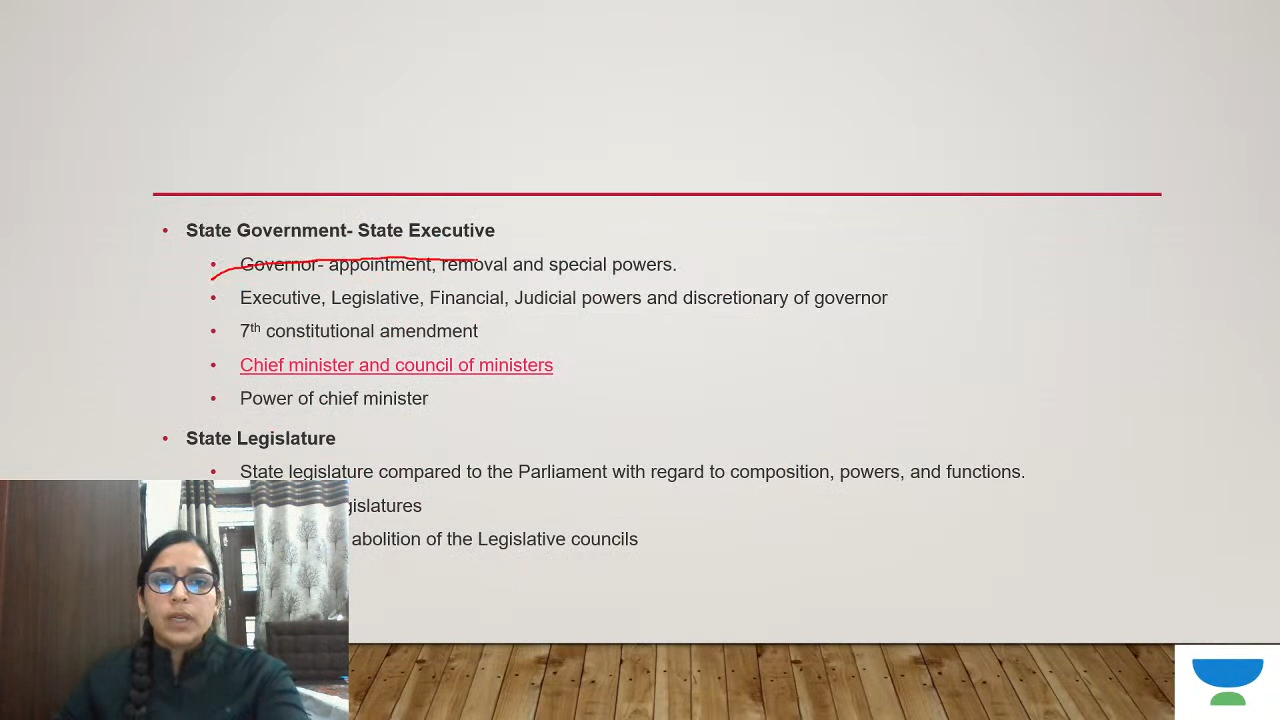 State Government- State Executive
Governor- appointment, removal and special powers.
Executive, Legislative, Financial, Judicial powers and discretionary of governor
7th constitutional amendment
Chief minister and council of ministers
Power of chief minister
State Legislature
State legislature compared to the Parliament with regard to composition, powers, and functions.
abolition of the Legislative councils